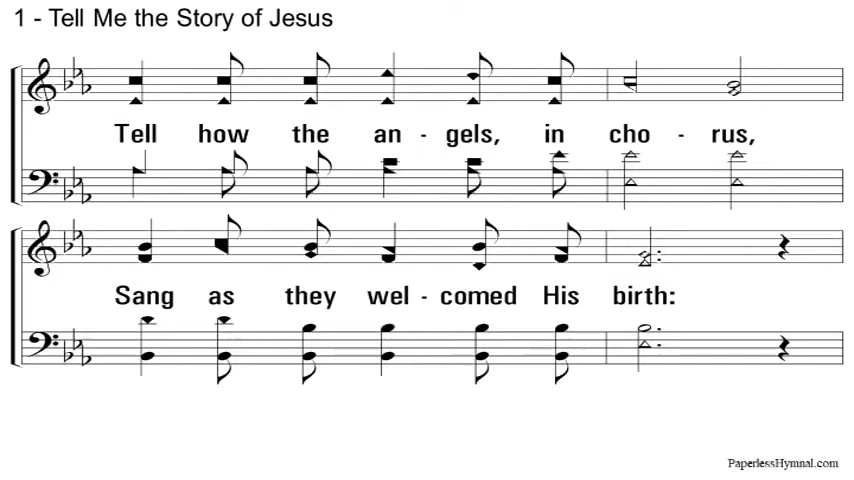 1 - Tell Me the Story of Jesus
Tell how the an - gels, in cho - rus,
Sang as they wel - comed His birth:
PaperlessHymnal.com